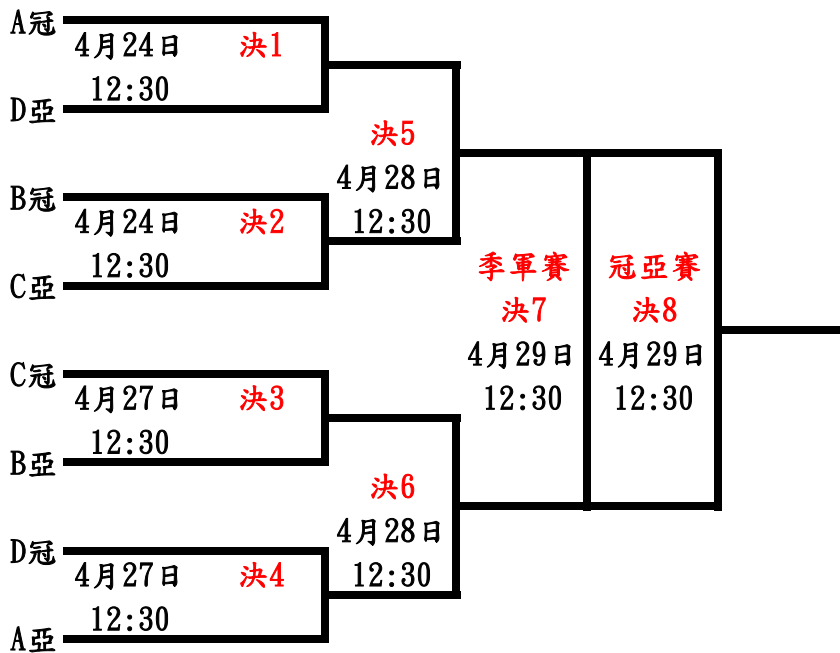 A冠
4月24日 決1
12:30
D亞
B冠
4月24日 決2
12:30
C亞
C冠
4月27日 決3
12:30
B亞
D冠
4月27日 決4
12:30
A亞
決5
4月28日
12:30
決6
4月28日
12:30
季軍賽
決7
4月29日
12:30
冠亞賽
決8
4月29日
12:30